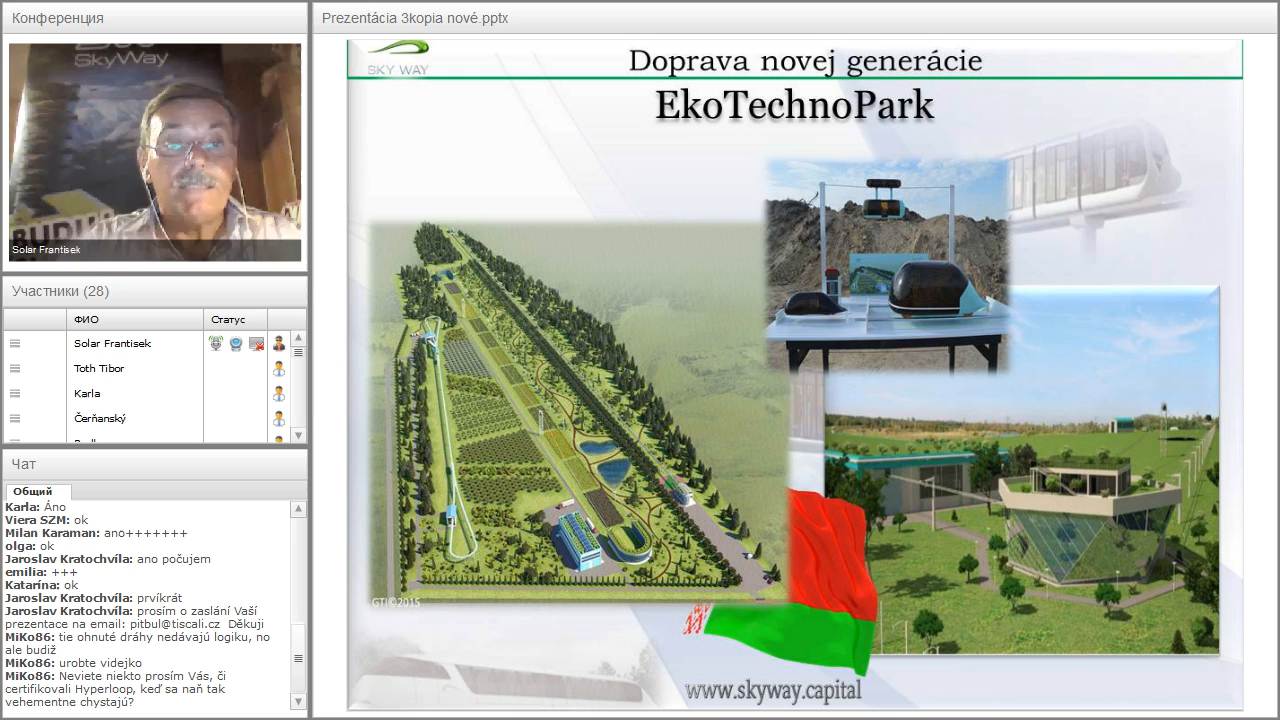 Конференция
SkyWay
BUDU
Solar Frantisek
Участники (28)
ФИО
Статус
Solar Frantisek
Toth Tibor
Karla
Čerňanský
Чат
Общий
Karla: Áno
Viera SZM: ok
Milan Karaman: ano+++++++
olga: ok
Jaroslav Kratochvíla: ano počujem
emilia: +++
Katarína: ok
Jaroslav Kratochvíla: prvíkrát
Jaroslav Kratochvíla: prosím o zaslání Vaší
prezentace na email: pitbul@tiscali.cz Děkuji
MiKo86: tie ohnuté dráhy nedávajú logiku, no
ale budiž
MiKo86: urobte videjko
MiKo86: Neviete niekto prosím Vás, či
certifikovali Hyperloop, keď sa naň tak
vehementne chystajú?
Prezentácia 3kopia nové.pptx
SKY WAY
Doprava novej generácie
EkoTechnoPark
GTI©2015
www.skyway.capital